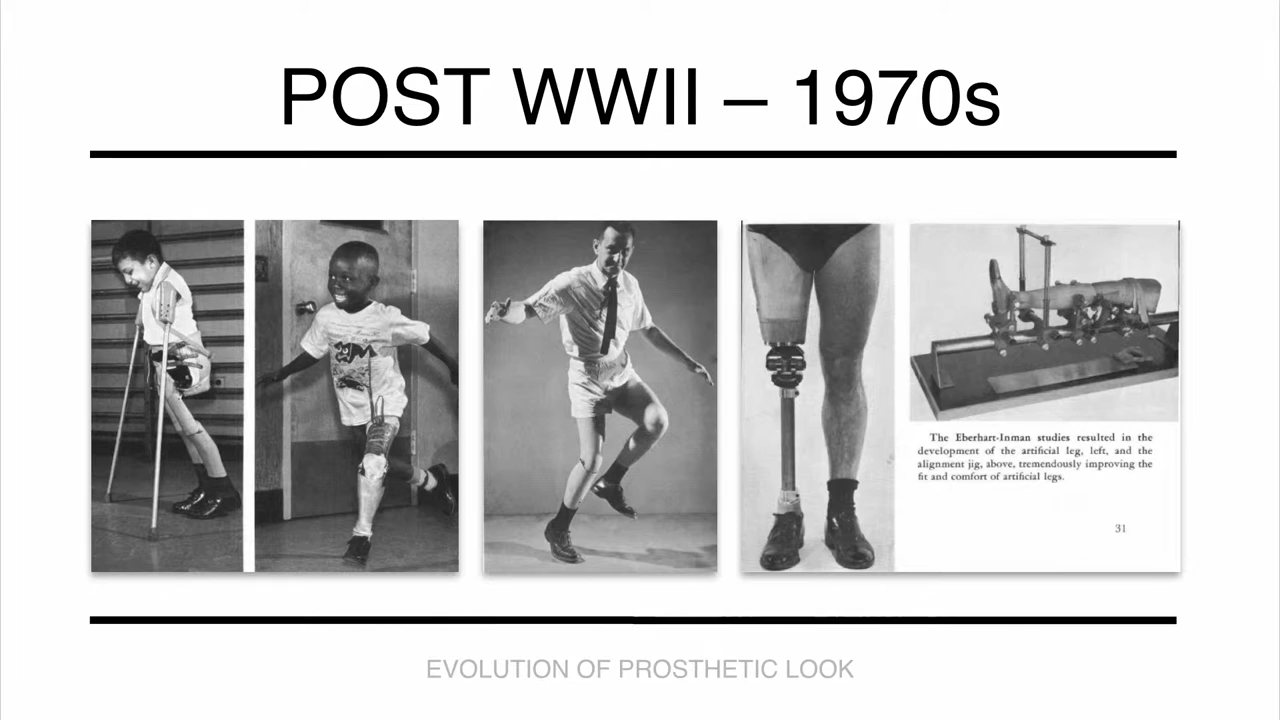 POST WWII – 1970s
The Eberhart-Inman studies resulted in the
development of the artificial leg, left, and the
alignment jig, above, tremendously improving the
fit and comfort of artificial legs.
31
EVOLUTION OF PROSTHETIC LOOK